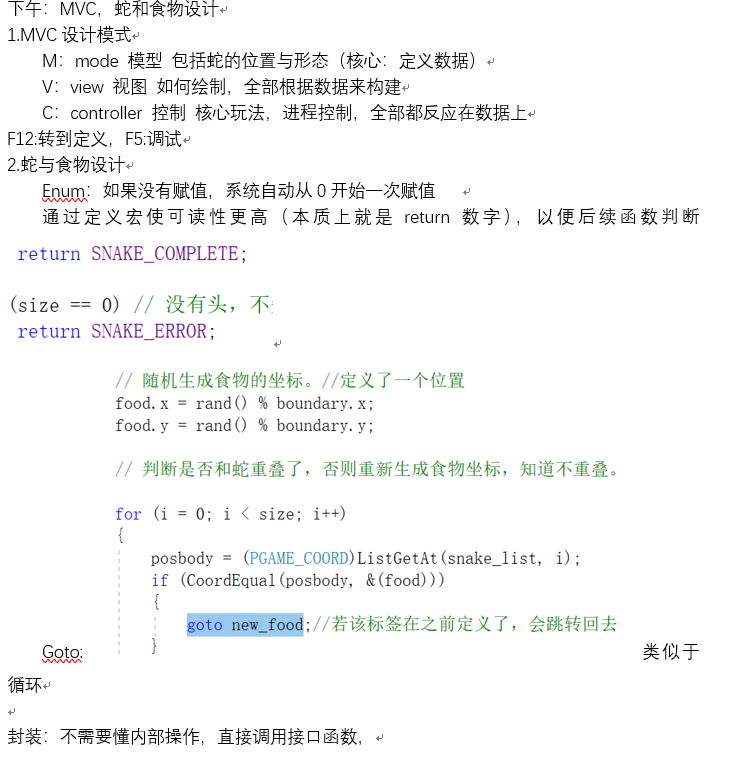 下午：MVC，蛇和食物设计
1.MVC 设计模式
M：mode 模型 包括蛇的位置与形态（核心：定义数据）
V：view 视图 如何绘制，全部根据数据来构建
C：controller 控制 核心玩法，进程控制，全部都反应在数据上
F12:转到定义，F5:调试
2.蛇与食物设计
Enum：如果没有赋值，系统自动从 0 开始一次赋值
通过定义宏使可读性更高（本质上就是 return 数字），以便后续函数判断
return SNAKE_COMPLETE;
(size == 0) // 没有头，不
return SNAKE_ERROR;
// 随机生成食物的坐标。//定义了一个位置
food.x = rand() % boundary.x;
food.y = rand() % boundary.y;
// 判断是否和蛇重叠了，否则重新生成食物坐标，知道不重叠。
for (i = 0; i < size; i++)
{
posbody = (PGAME_COORD)ListGetAt(snake_list, i);
if (CoordEqual(posbody, &(food)))
{
goto new_food;//若该标签在之前定义了，会跳转回去
}
Goto: 类似于
循环
封装：不需要懂内部操作，直接调用接口函数，